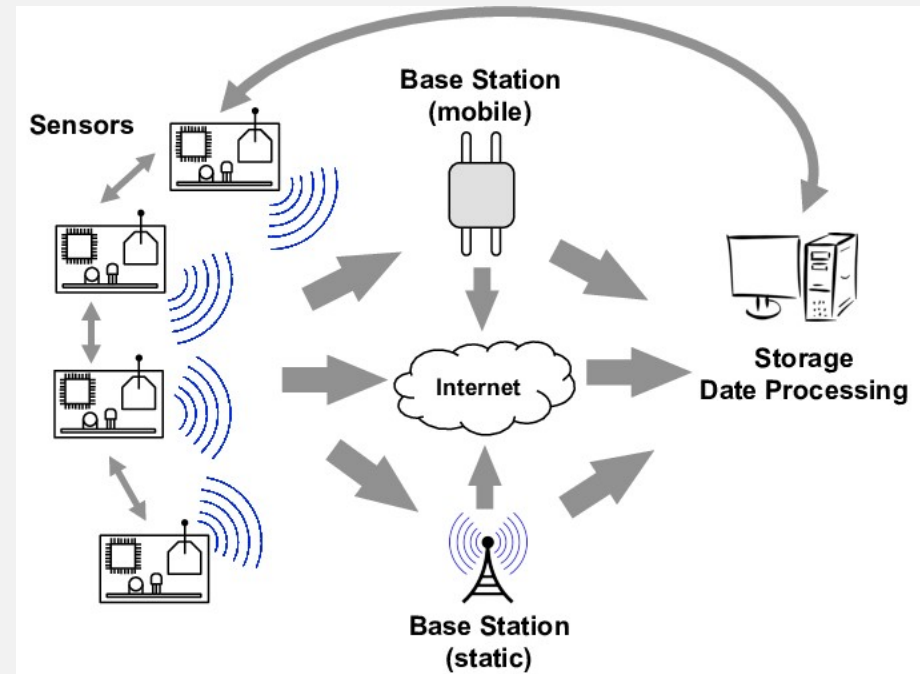 Base Station
(mobile)
Sensors
Internet
Storage
Date Processing
Base Station
(static)